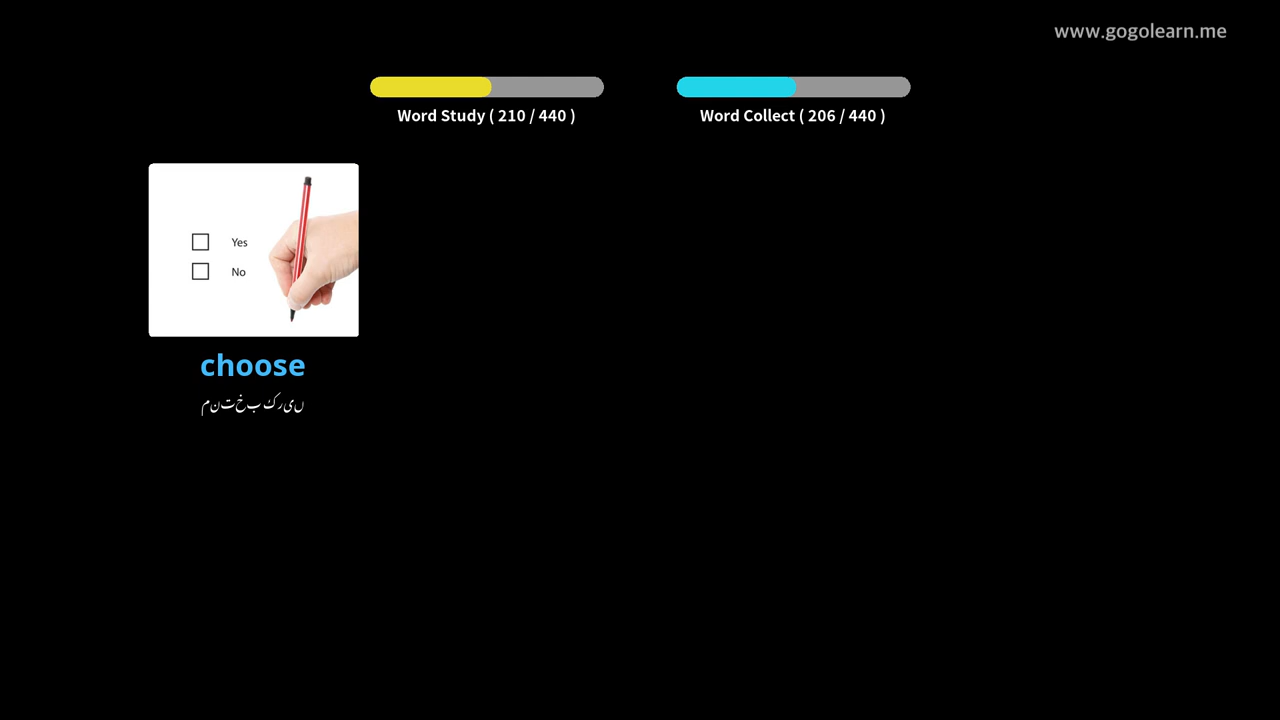 www.gogolearn.me
Word Study ( 210 / 440 )
Word Collect ( 206 / 440 )
Yes
No
choose
منتخب کریں